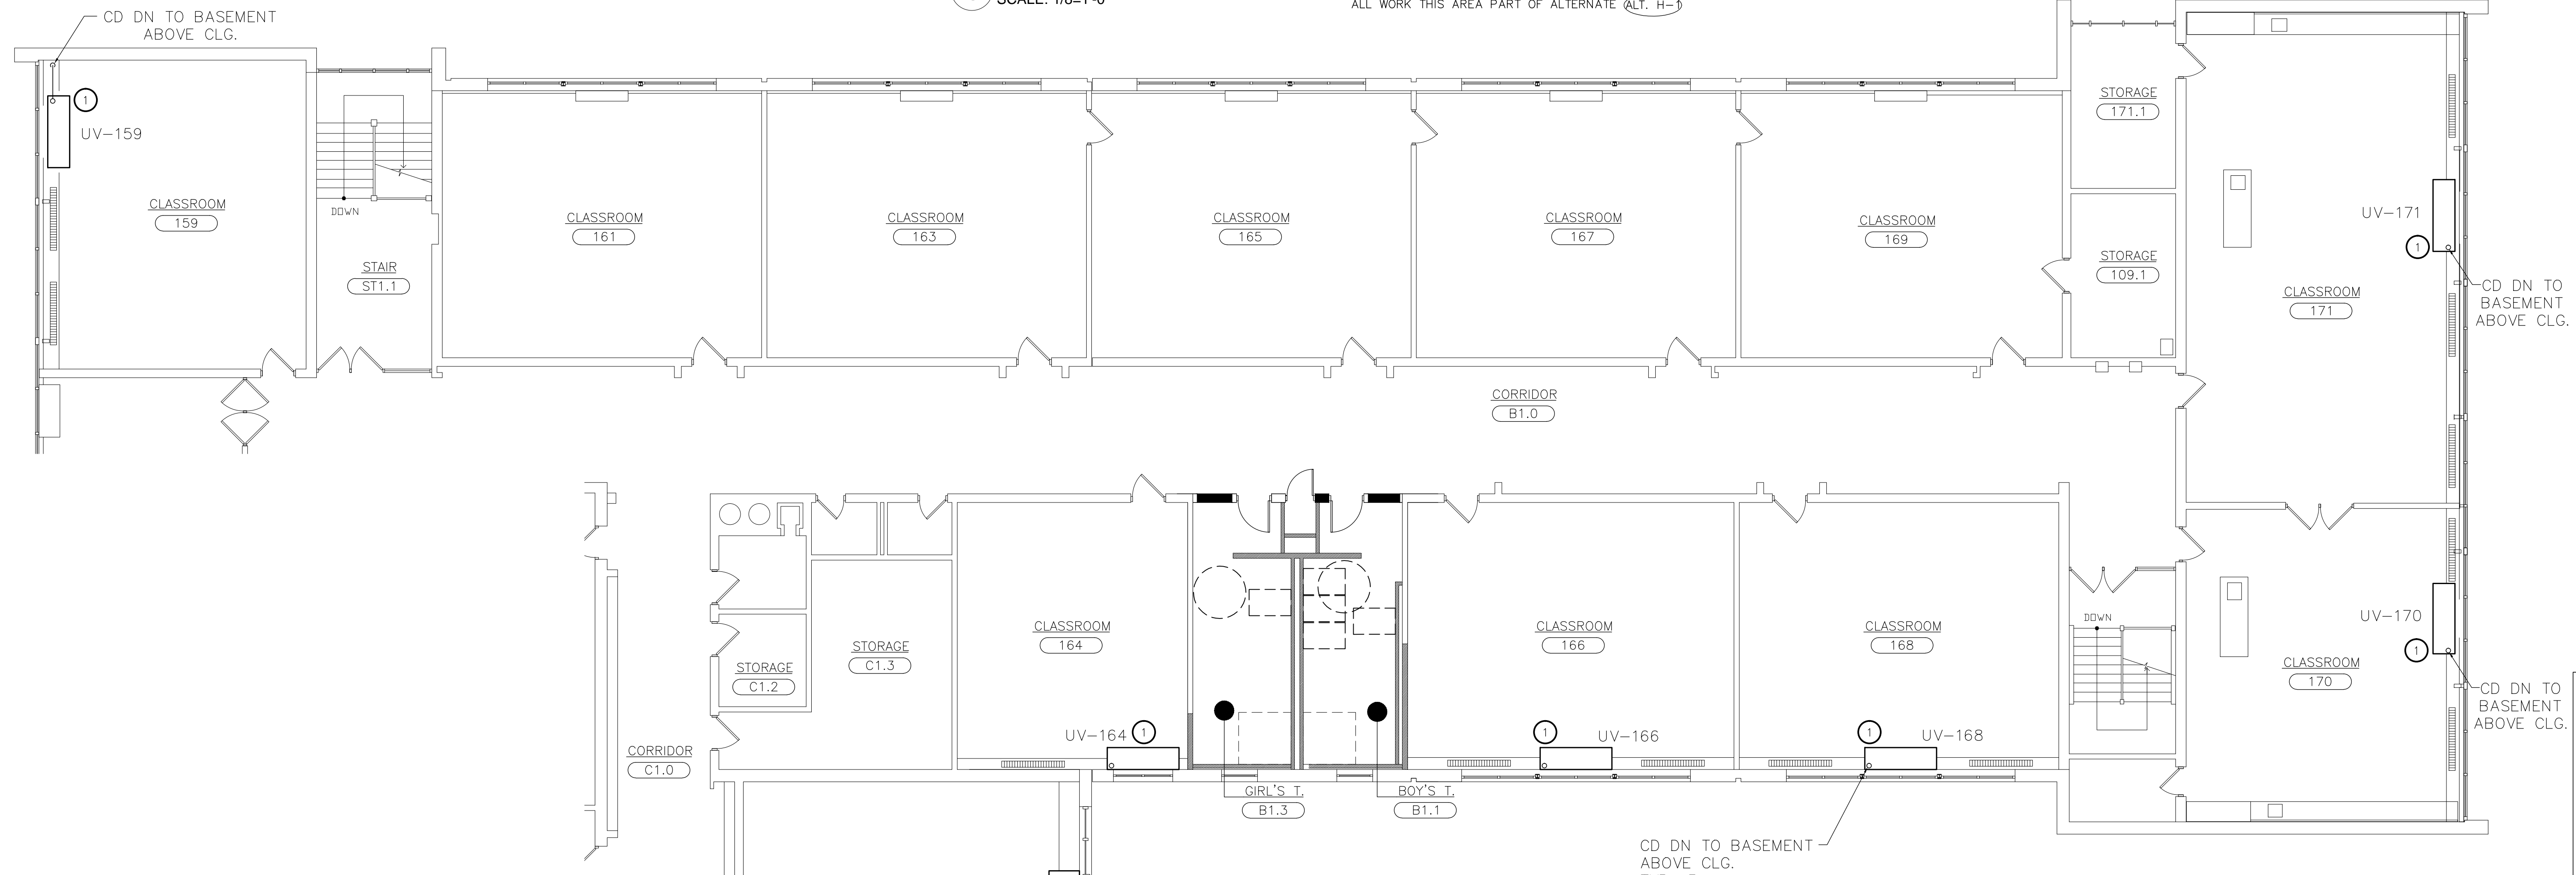 SCALE: 1/8=1'-0
ALL WORK THIS AREA PART OF ALTERNATE ALT. H-1
CD DN TO BASEMENT
ABOVE CLG.
1
UV-159
CLASSROOM
159
DOWN
STAIR
ST1.1
CLASSROOM
161
CLASSROOM
163
CLASSROOM
165
CLASSROOM
167
CLASSROOM
169
STORAGE
171.1
STORAGE
109.1
UV-171
1
CLASSROOM
171
CD DN TO
BASEMENT
ABOVE CLG.
CORRIDOR
B1.0
CLASSROOM
164
STORAGE
C1.3
STORAGE
C1.2
CORRIDOR
C1.0
UV-164
1
GIRL'S T.
B1.3
BOY'S T.
B1.1
CLASSROOM
166
1
UV-166
CLASSROOM
168
1
UV-168
CD DN TO BASEMENT
ABOVE CLG.
DOWN
UV-170
1
CLASSROOM
170
CD DN TO
BASEMENT
ABOVE CLG.